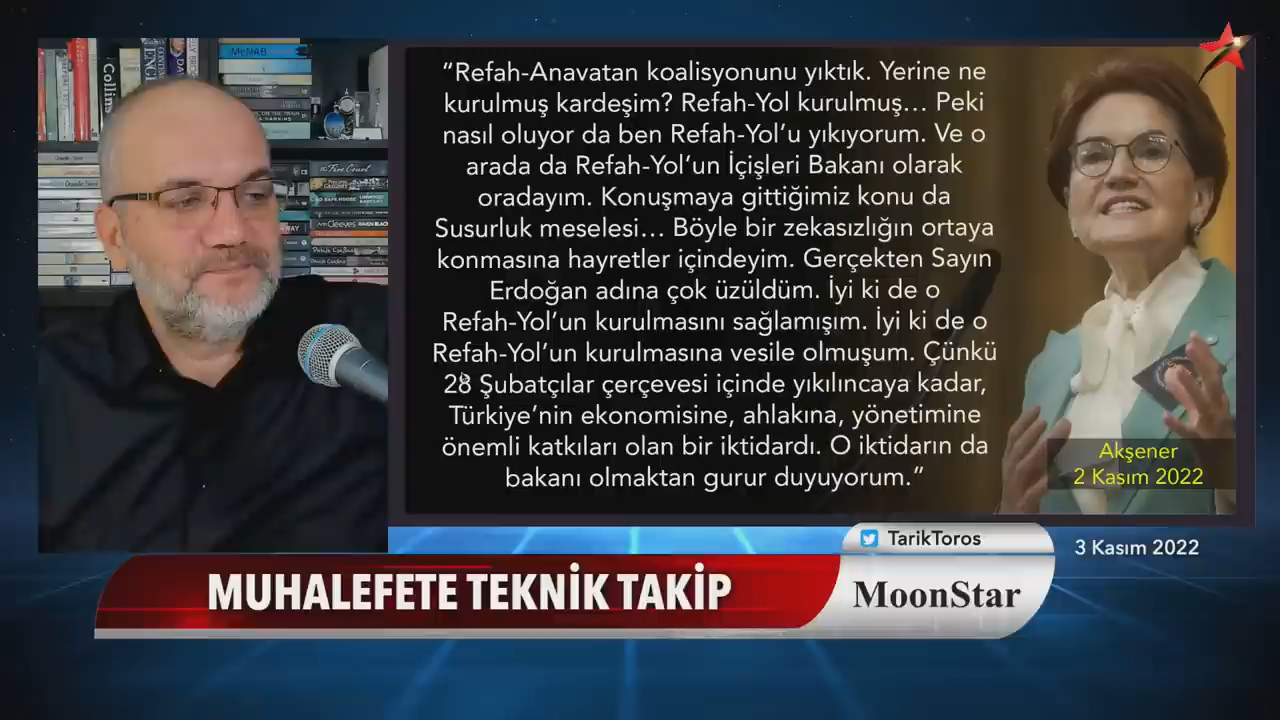 “Refah-Anavatan koalisyonunu yıktık. Yerine ne
kurulmuş kardeşim? Refah-Yol kurulmuş… Peki
nasıl oluyor da ben Refah-Yol’u yıkıyorum. Ve o
arada da Refah-Yol’un İçişleri Bakanı olarak
oradayım. Konuşmaya gittiğimiz konu da
Susurluk meselesi… Böyle bir zekasızlığın ortaya
konmasına hayretler içindeyim. Gerçekten Sayın
Erdoğan adına çok üzüldüm. İyi ki de o
Refah-Yol’un kurulmasını sağlamışım. İyi ki de o
Refah-Yol’un kurulmasına vesile olmuşum. Çünkü
28 Şubatçılar çerçevesi içinde yıkılıncaya kadar,
Türkiye’nin ekonomisine, ahlakına, yönetimine
önemli katkıları olan bir iktidardı. O iktidarın da
bakanı olmaktan gurur duyuyorum.”
Akşener
2 Kasım 2022
TarikToros
3 Kasım 2022
MUHALEFETE TEKNİK TAKİP
MoonStar
McNAB
Collins